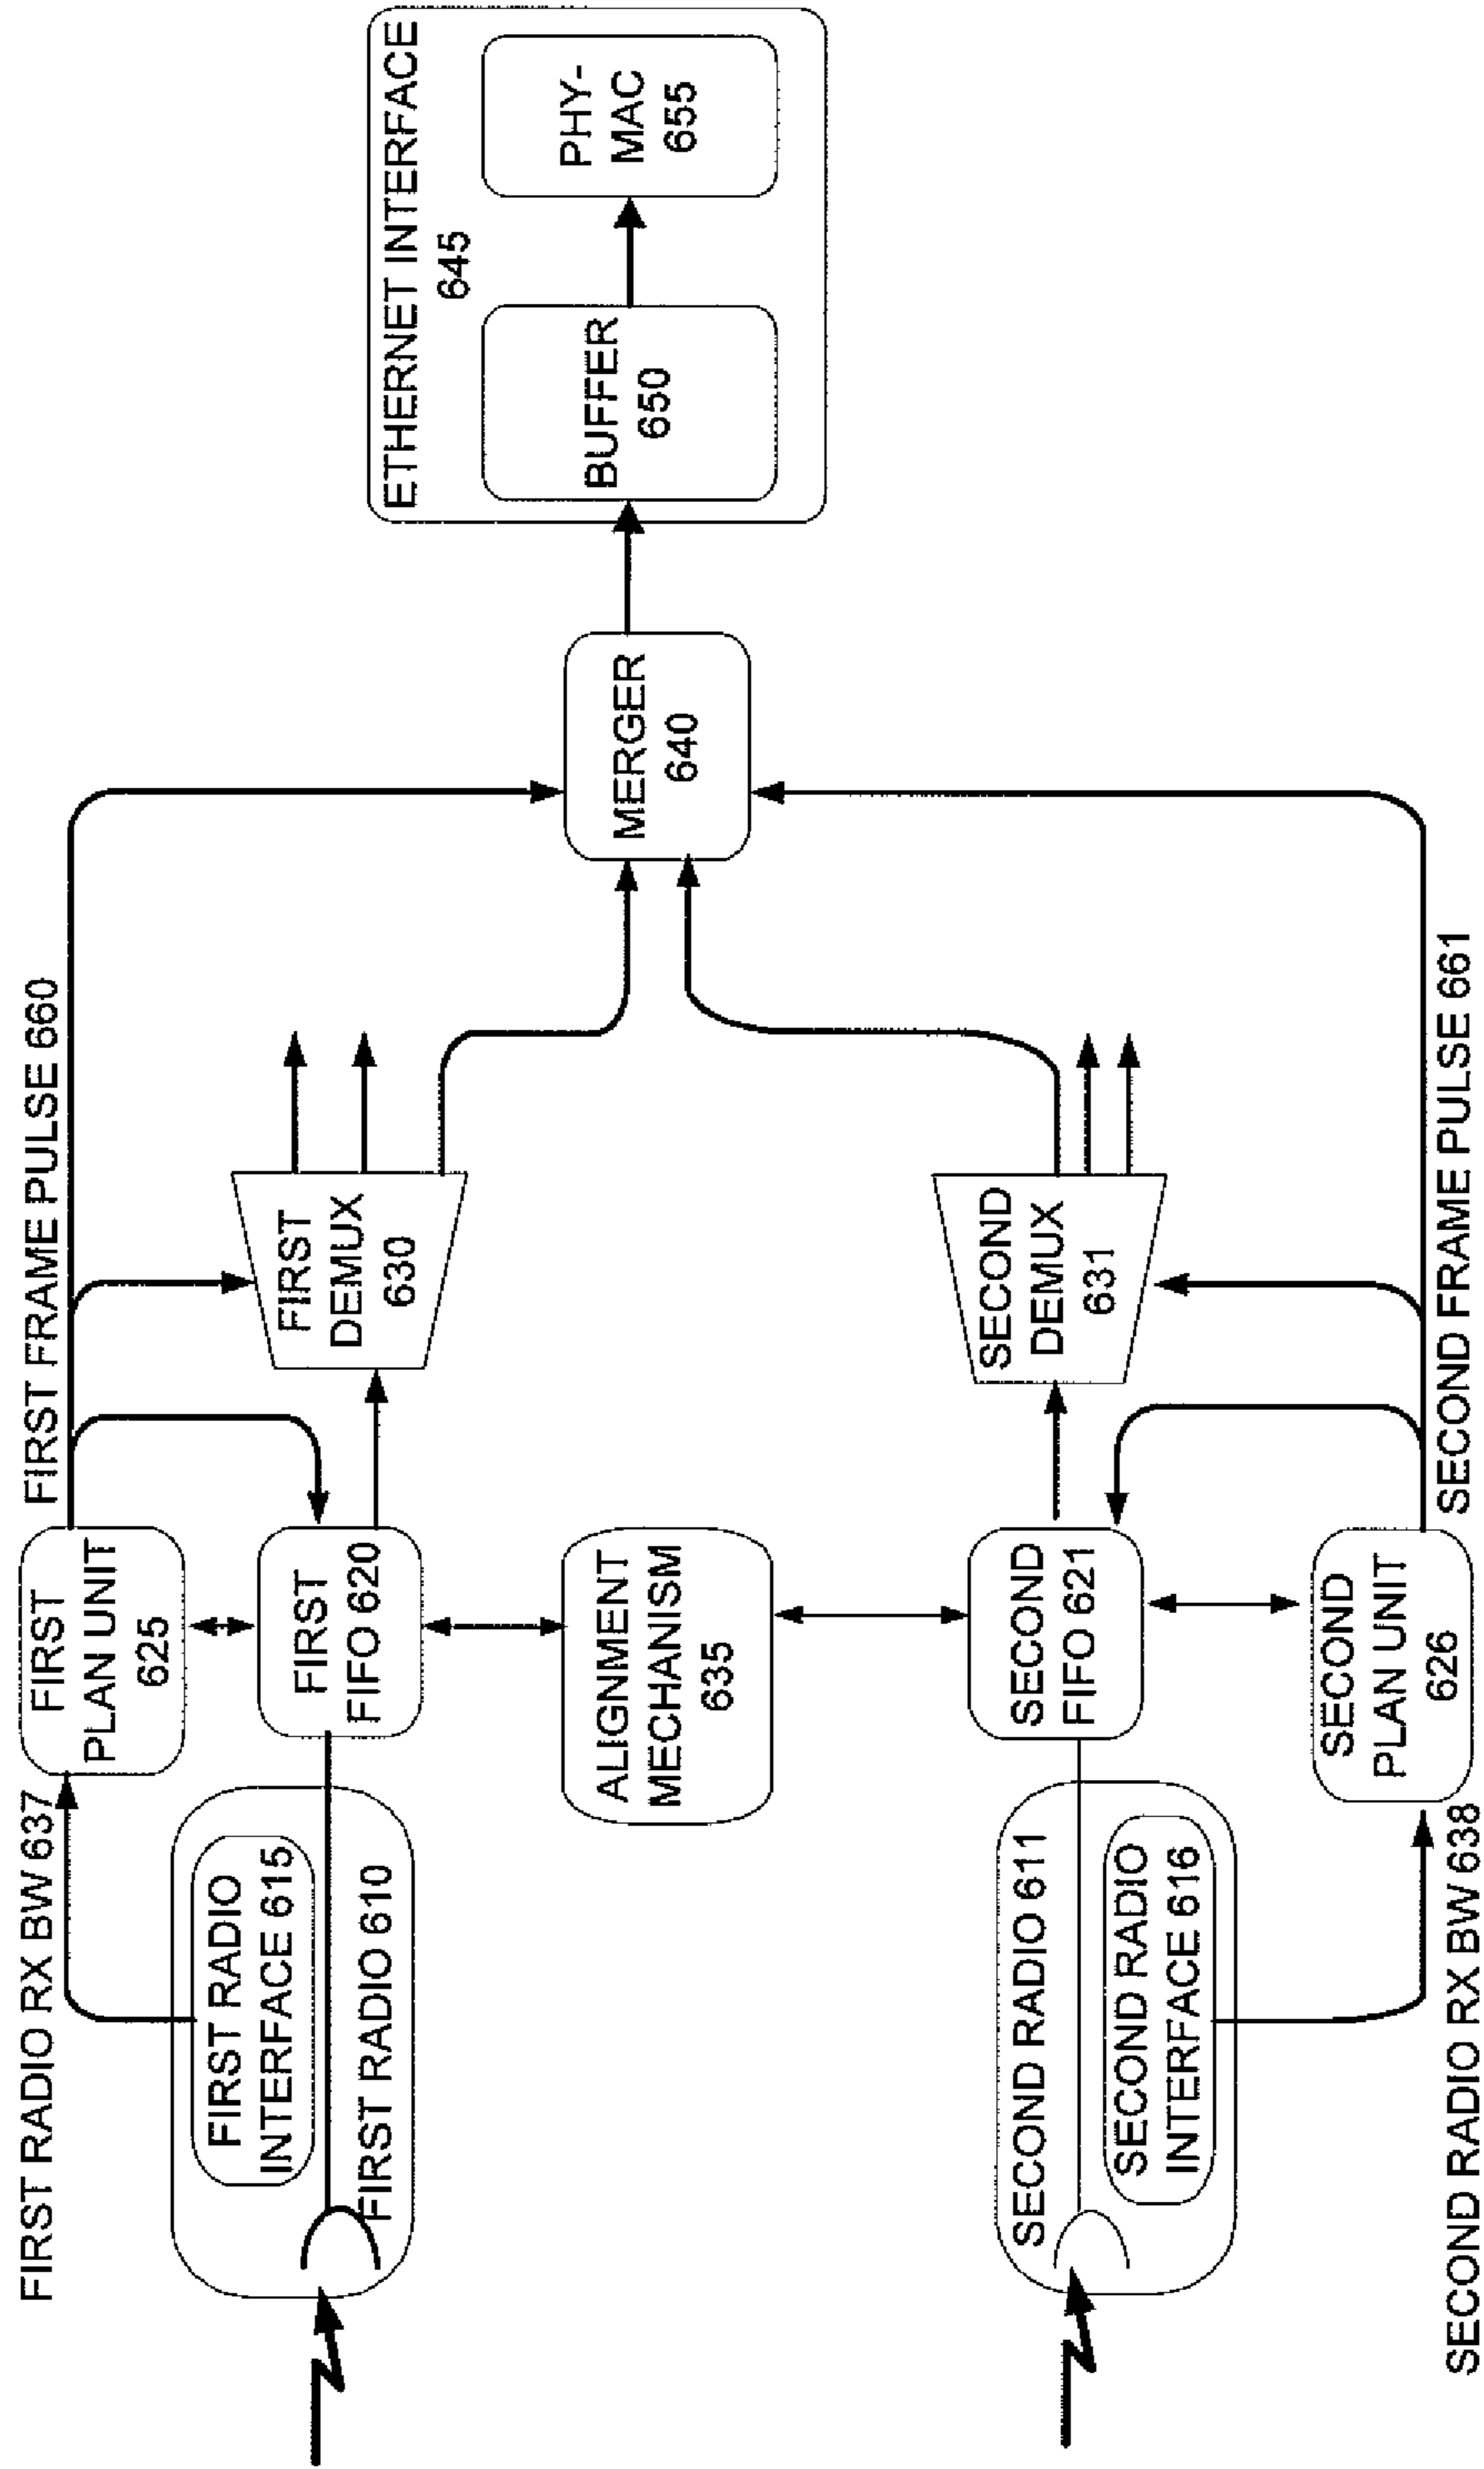 FIRST RADIO RX BW 637
FIRST FRAME PULSE 660
FIRST
PLAN UNIT
625
FIRST RADIO
INTERFACE 615
FIRST RADIO 610
FIRST
FIFO 620
FIRST
DEMUX
630
ETHERNET INTERFACE
645
ALIGNMENT
MECHANISM
635
MERGER
640
BUFFER
650
PHY-
MAC
655
SECOND RADIO 611
SECOND RADIO
INTERFACE 616
SECOND
FIFO 621
SECOND
DEMUX
631
SECOND
PLAN UNIT
626
SECOND RADIO RX BW 638
SECOND FRAME PULSE 661